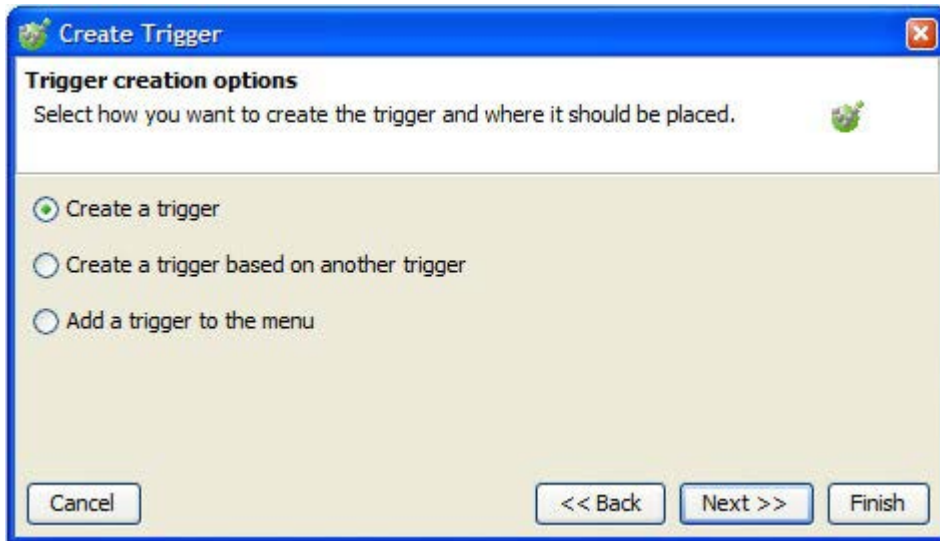 Create Trigger
Trigger creation options
Select how you want to create the trigger and where it should be placed.
Create a trigger
Create a trigger based on another trigger
Add a trigger to the menu
Cancel
<< Back
Next >>
Finish